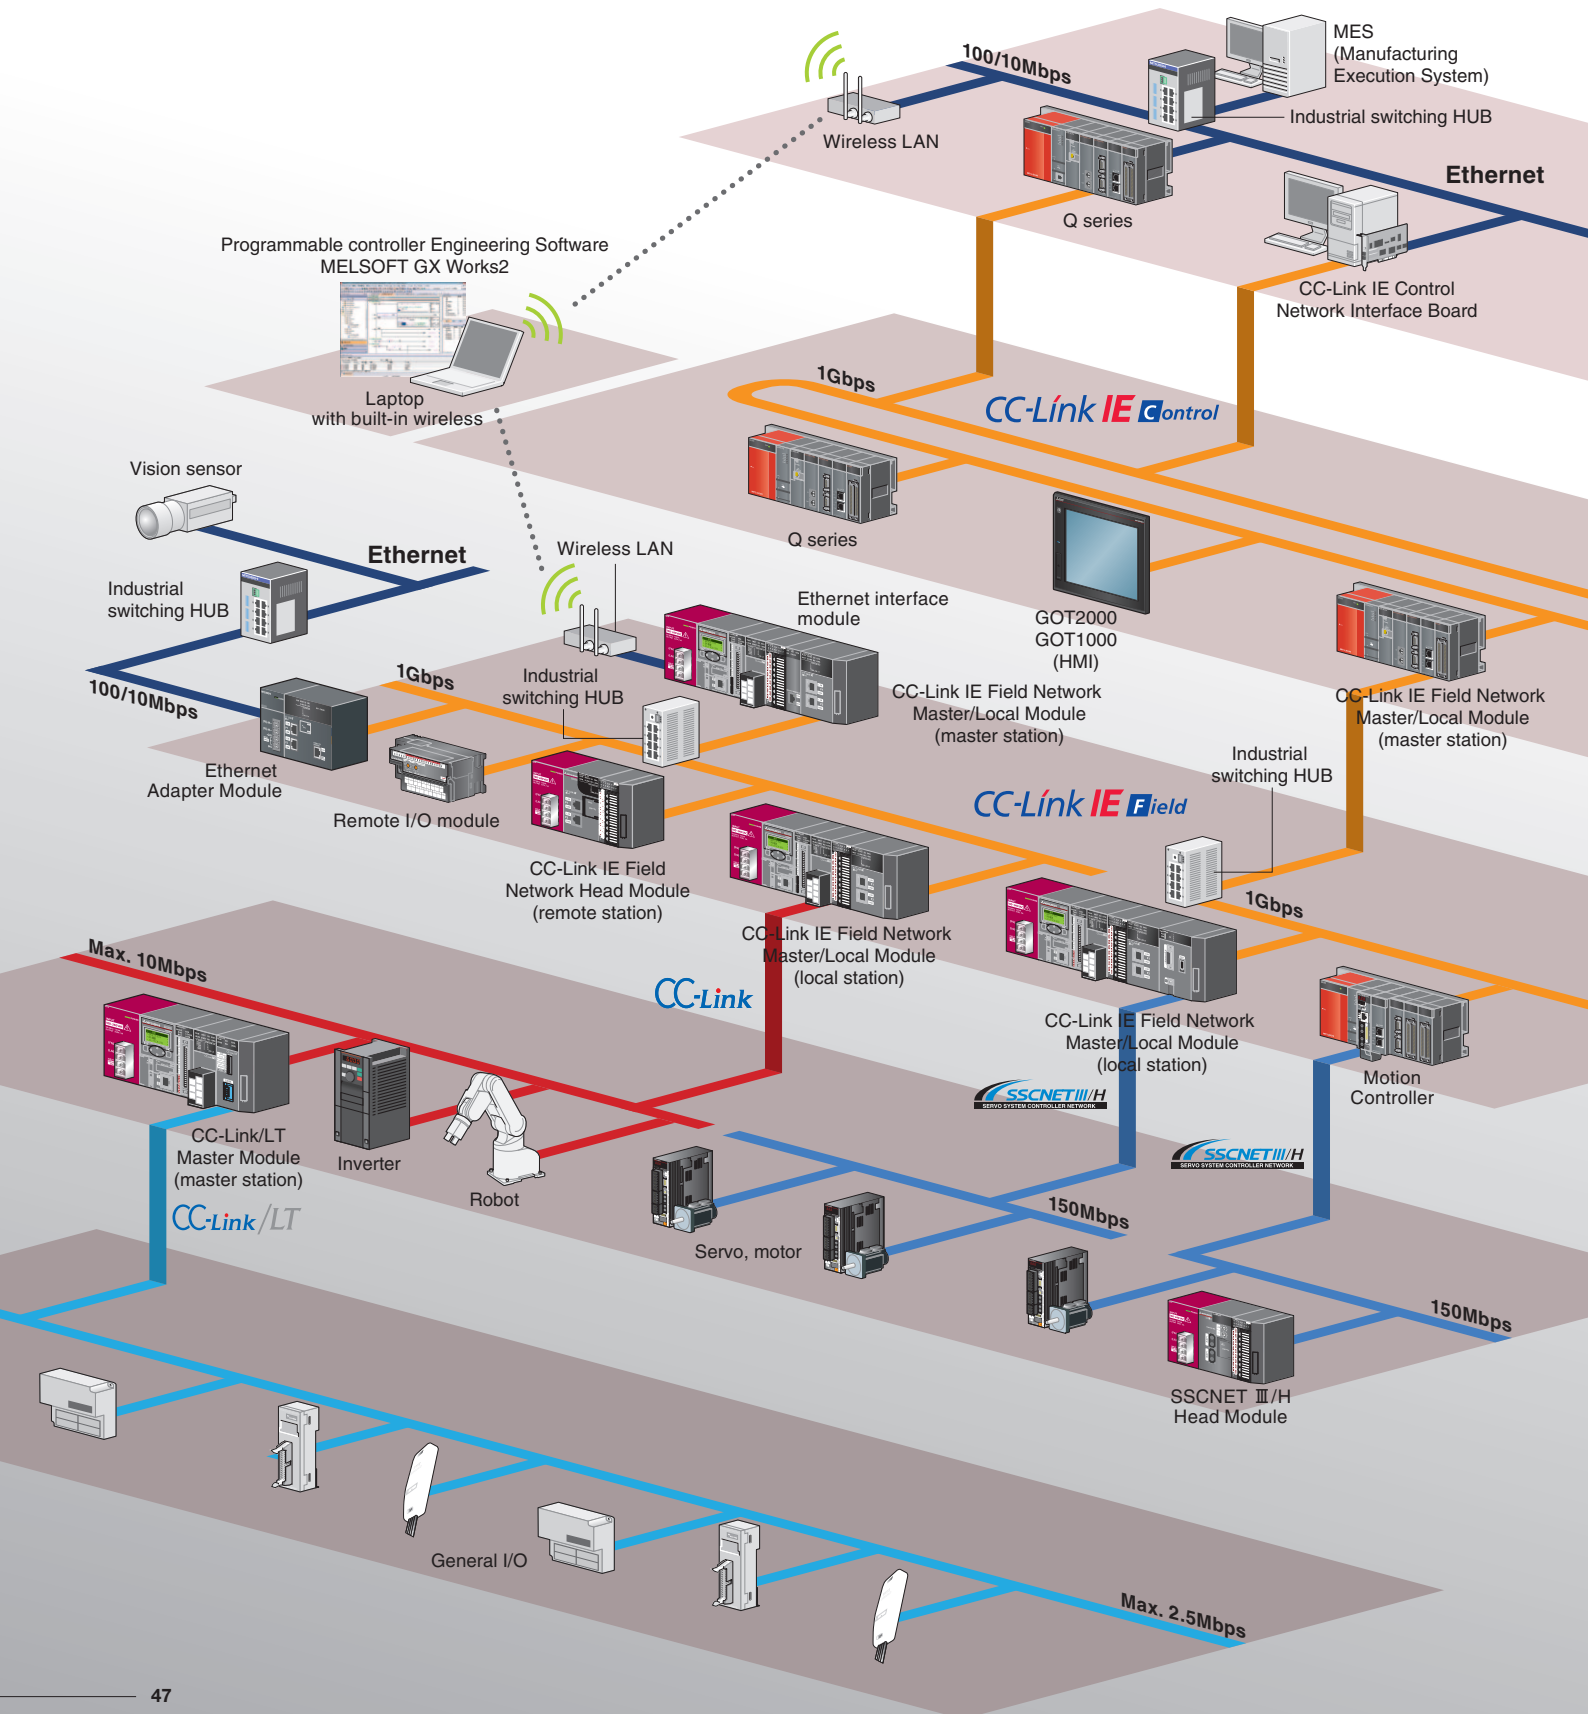 MES
(Manufacturing
Execution System)
100/10Mbps
Industrial switching HUB
Wireless LAN
Ethernet
Q series
Programmable controller Engineering Software
MELSOFT GX Works2
CC-Link IE Control
Network Interface Board
1Gbps
Laptop
with built-in wireless
CC-Link IE Control
Vision sensor
Q series
Ethernet
Wireless LAN
Industrial
switching HUB
Ethernet interface
module
GOT2000
GOT1000
(HMI)
1Gbps
100/10Mbps
Industrial
switching HUB
CC-Link IE Field Network
Master/Local Module
(master station)
CC-Link IE Field Network
Master/Local Module
(master station)
Ethernet
Adapter Module
Industrial
switching HUB
Remote I/O module
CC-Link IE Field
CC-Link IE Field
Network Head Module
(remote station)
1Gbps
CC-Link IE Field Network
Master/Local Module
(local station)
Max. 10Mbps
CC-Link
CC-Link IE Field Network
Master/Local Module
(local station)
Motion
Controller
SSCNETIII/H
SERVO SYSTEM CONTROLLER NETWORK
CC-Link/LT
Master Module
(master station)
Inverter
Robot
SSCNETIII/H
SERVO SYSTEM CONTROLLER NETWORK
CC-Link/LT
150Mbps
Servo, motor
150Mbps
SSCNET Ⅲ/H
Head Module
General I/O
Max. 2.5Mbps
47